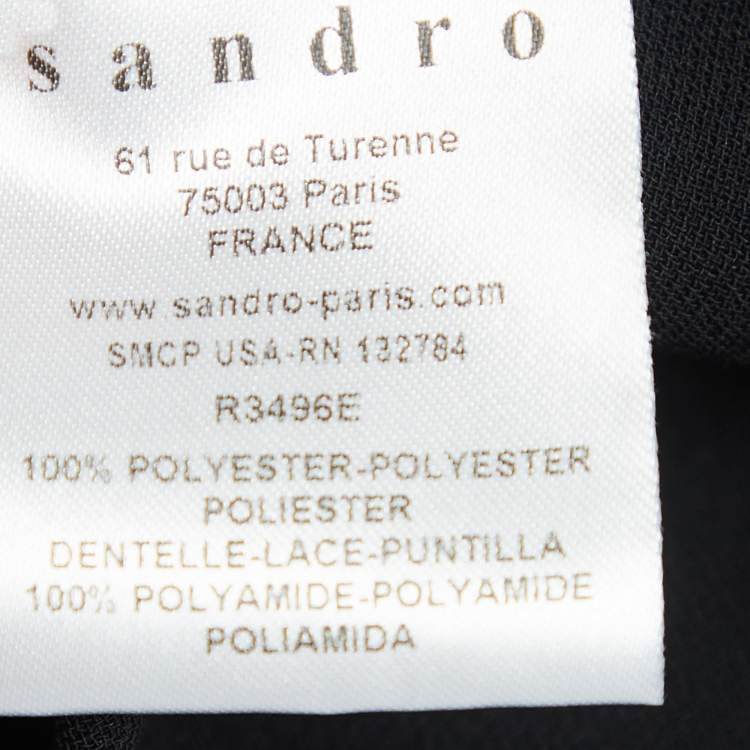 sandro
61 rue de Turenne
75003 Paris
FRANCE
www.sandro-paris.com
SMCP USA-RN 132784
R3496E
100% POLYESTER-POLYESTER
POLIESTER
DENTELLE-LACE-PUNTILLA
100% POLYAMIDE-POLYAMIDE
POLIAMIDA